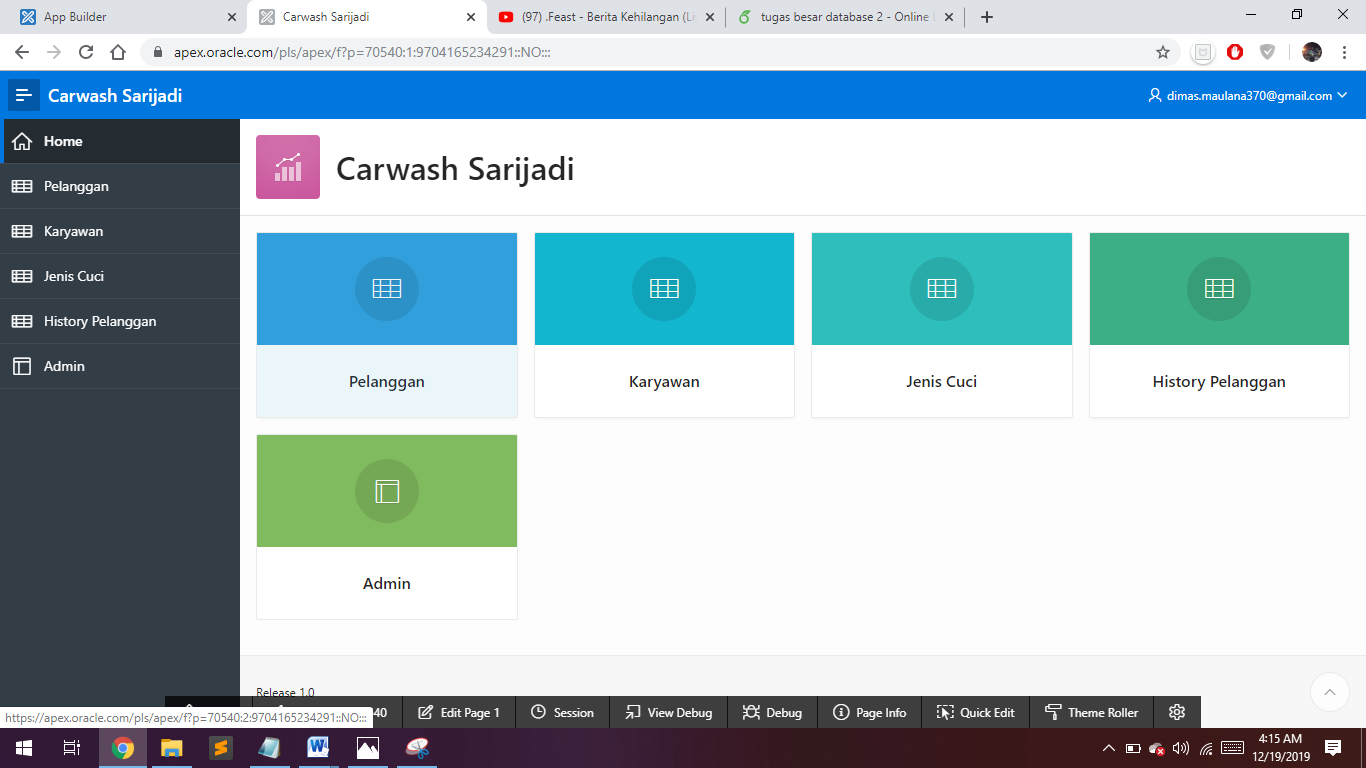 App Builder
Carwash Sarijadi
(97) .Feast - Berita Kehilangan (Li
tugas besar database 2 - Online
apex.oracle.com/pls/apex/f?p=70540:1:9704165234291::NO:::
Carwash Sarijadi
dimas.maulana370@gmail.com
Home
Pelanggan
Karyawan
Jenis Cuci
History Pelanggan
Admin
Carwash Sarijadi
Pelanggan
Karyawan
Jenis Cuci
History Pelanggan
Admin
Release 1.0
40
Edit Page 1
Session
View Debug
Debug
Page Info
Quick Edit
Theme Roller
https://apex.oracle.com/pls/apex/f?p=70540:2:9704165234291::NO:::
4:15 AM
12/19/2019